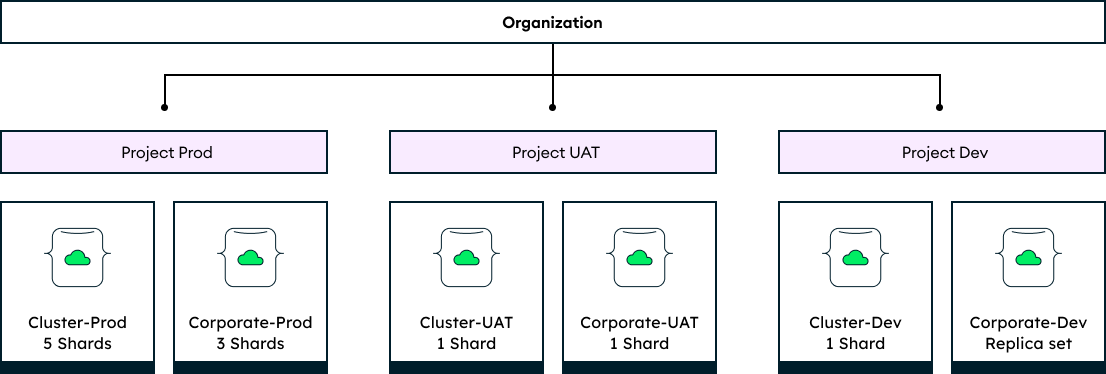 Organization
Project Prod
Project UAT
Project Dev
Cluster-Prod
5 Shards
Corporate-Prod
3 Shards
Cluster-UAT
1 Shard
Corporate-UAT
1 Shard
Cluster-Dev
1 Shard
Corporate-Dev
Replica set